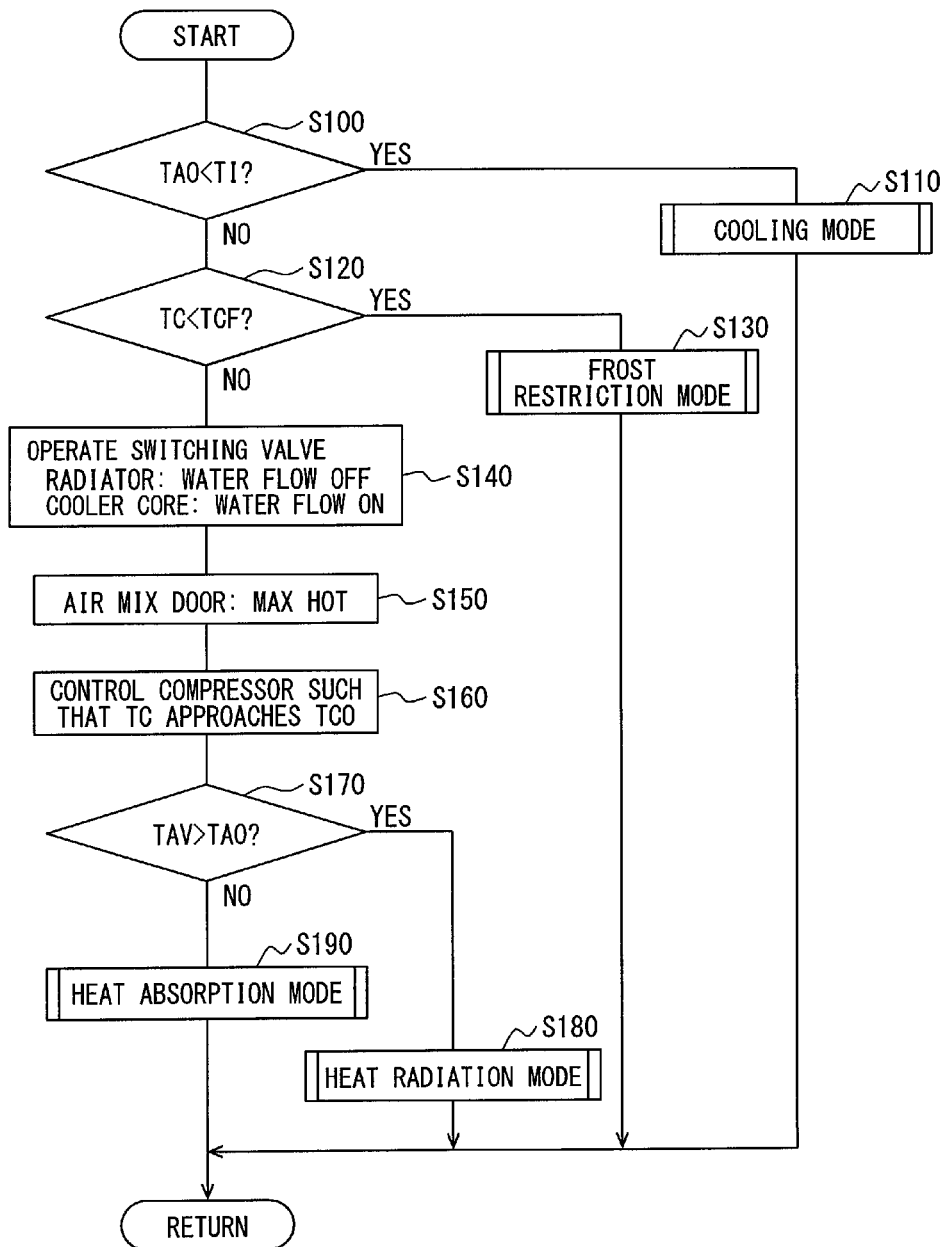 START
S100
TAO<TI?
YES
NO
S110
COOLING MODE
S120
TC<TCF?
YES
NO
S130
FROST
RESTRICTION MODE
OPERATE SWITCHING VALVE
RADIATOR: WATER FLOW OFF
COOLER CORE: WATER FLOW ON
S140
AIR MIX DOOR: MAX HOT
S150
CONTROL COMPRESSOR SUCH
THAT TC APPROACHES TCO
S160
S170
TAV>TAO?
YES
NO
S190
HEAT ABSORPTION MODE
S180
HEAT RADIATION MODE
RETURN